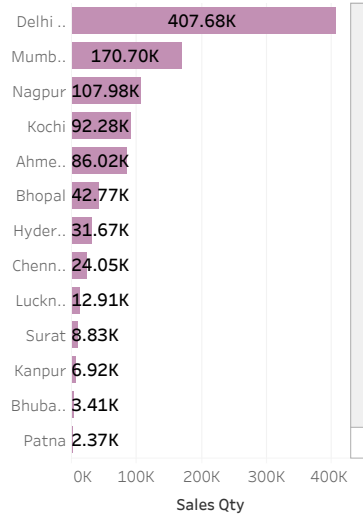 Delhi .. 407.68K
Mumb.. 170.70K
Nagpur 107.98K
Kochi 92.28K
Ahme.. 86.02K
Bhopal 42.77K
Hyder.. 31.67K
Chenn.. 24.05K
Luckn.. 12.91K
Surat 8.83K
Kanpur 6.92K
Bhuba.. 3.41K
Patna 2.37K
0K 100K 200K 300K 400K
Sales Qty